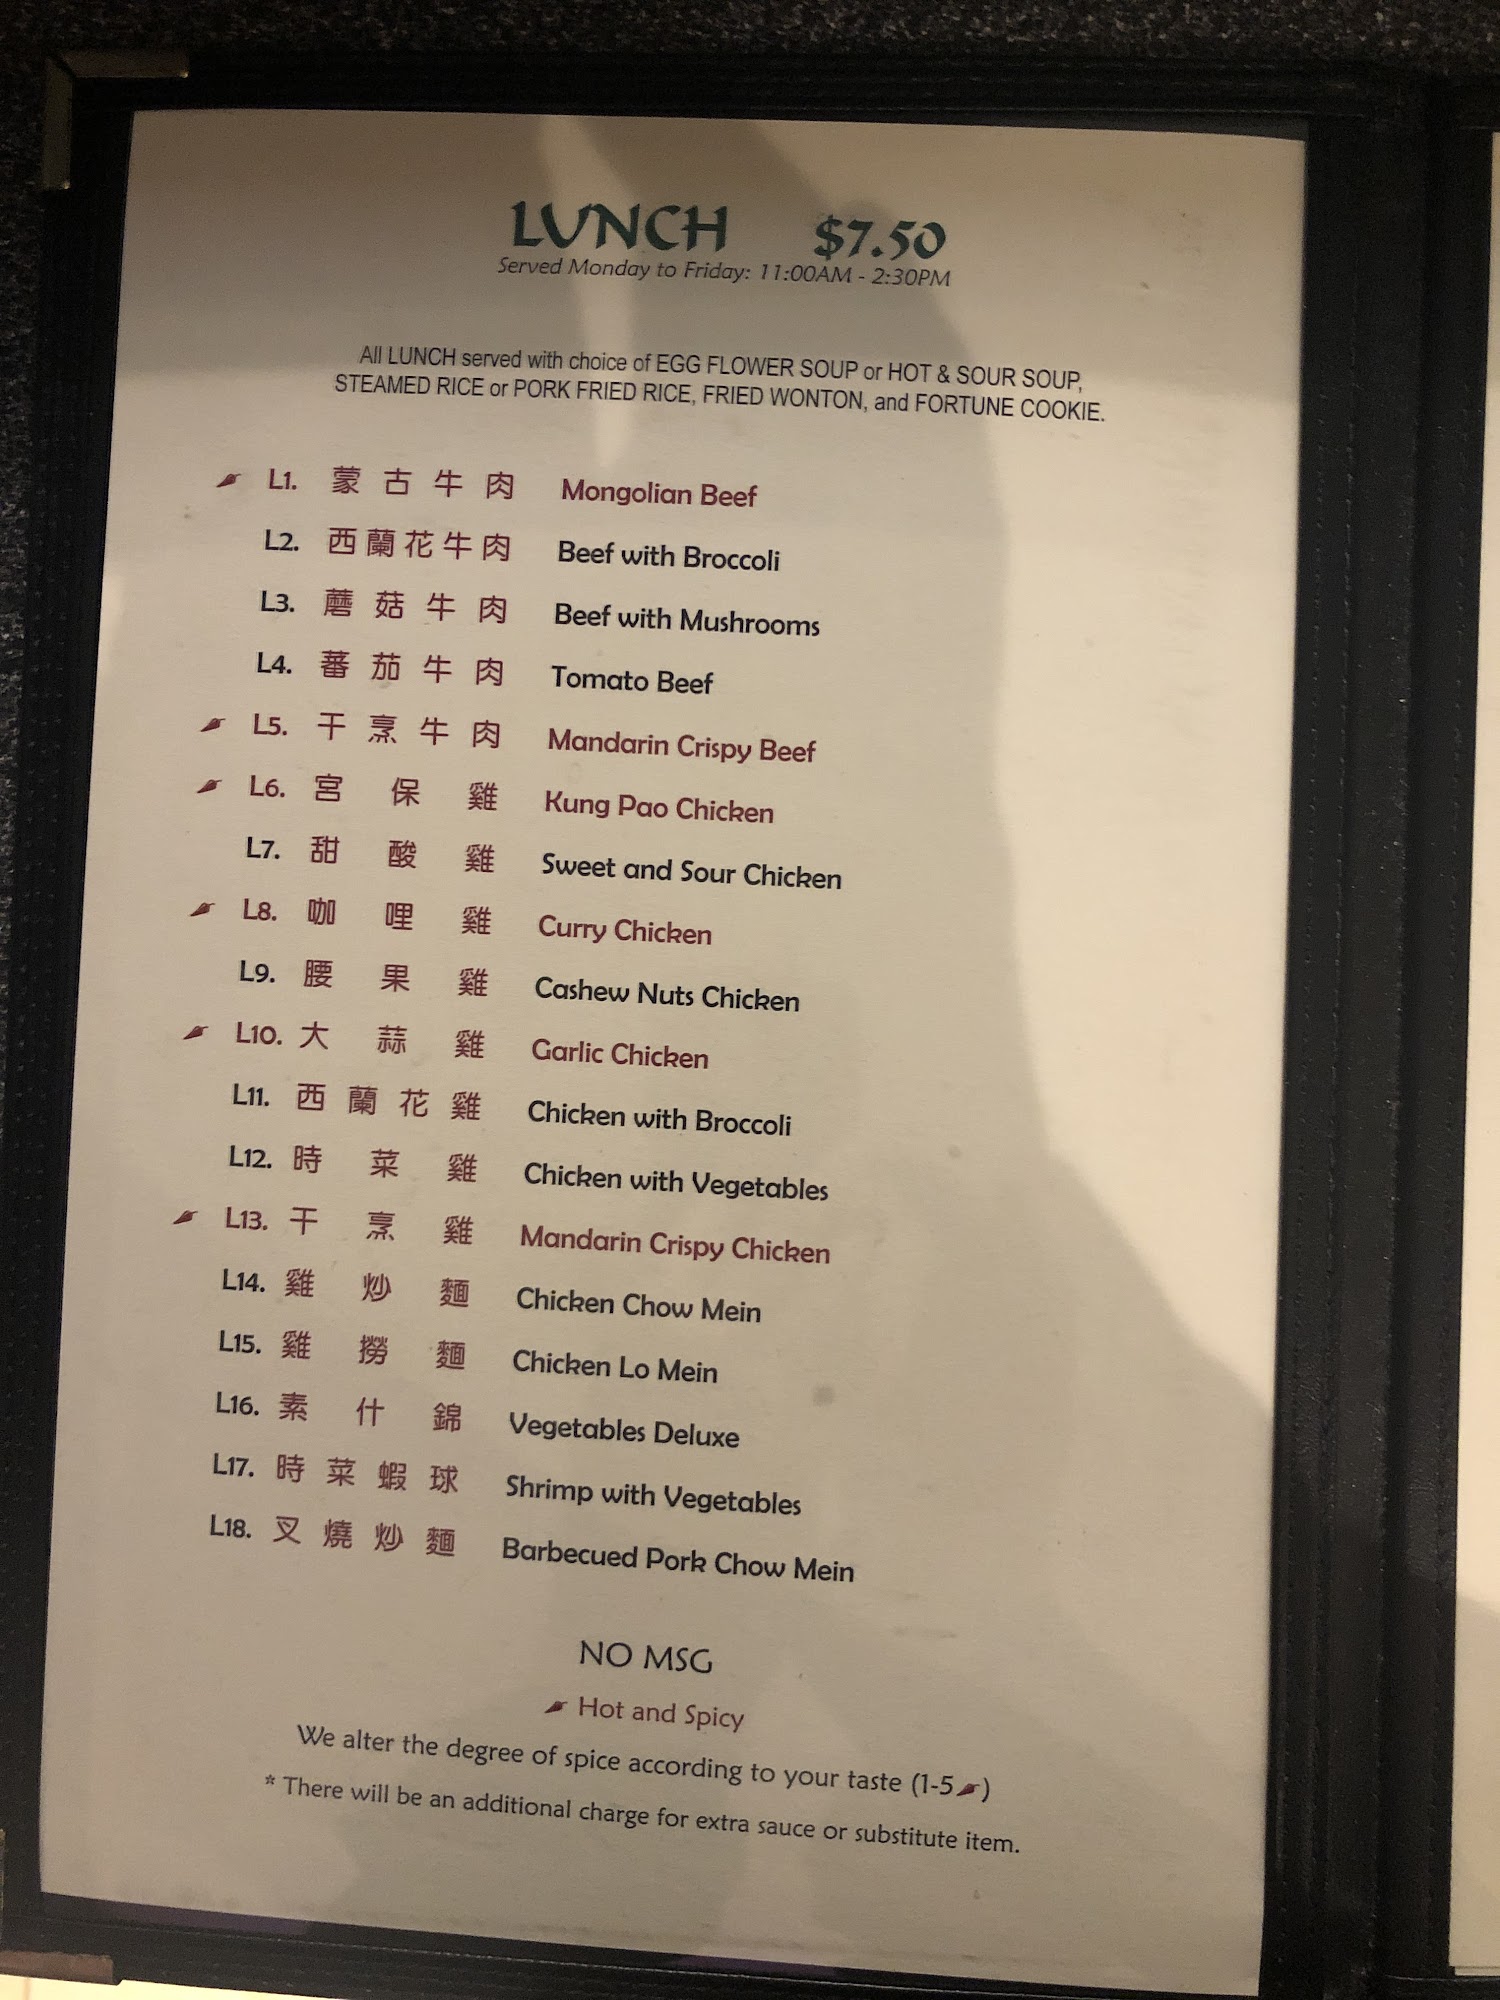 LUNCH $7.50
Served Monday to Friday: 11:00AM - 2:30PM
All LUNCH served with choice of EGG FLOWER SOUP or HOT & SOUR SOUP,
STEAMED RICE or PORK FRIED RICE, FRIED WONTON, and FORTUNE COOKIE.
L1. 蒙古牛肉 Mongolian Beef
L2. 西蘭花牛肉 Beef with Broccoli
L3. 蘑菇牛肉 Beef with Mushrooms
L4. 蕃茄牛肉 Tomato Beef
L5. 干烹牛肉 Mandarin Crispy Beef
L6. 宮保雞 Kung Pao Chicken
L7. 甜酸雞 Sweet and Sour Chicken
L8. 咖哩雞 Curry Chicken
L9. 腰果雞 Cashew Nuts Chicken
L10. 大蒜雞 Garlic Chicken
L11. 西蘭花雞 Chicken with Broccoli
L12. 時菜雞 Chicken with Vegetables
L13. 干烹雞 Mandarin Crispy Chicken
L14. 雞炒麵 Chicken Chow Mein
L15. 雞撈麵 Chicken Lo Mein
L16. 素什錦 Vegetables Deluxe
L17. 時菜蝦球 Shrimp with Vegetables
L18. 叉燒炒麵 Barbecued Pork Chow Mein
NO MSG
Hot and Spicy
We alter the degree of spice according to your taste (1-5)
* There will be an additional charge for extra sauce or substitute item.